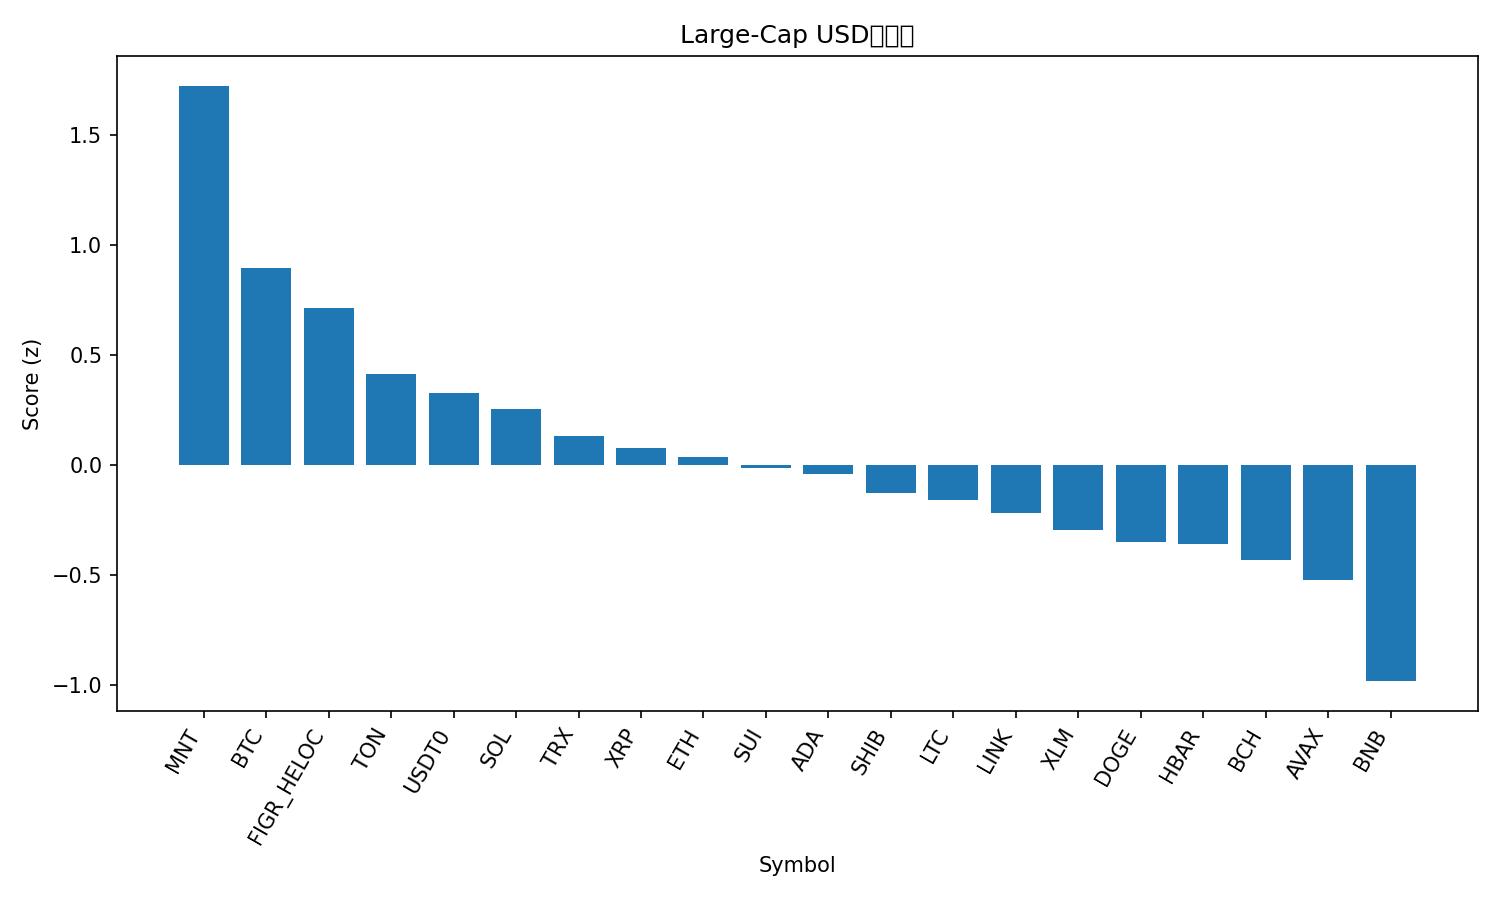 Large-Cap USD
Score (z)
1.5
1.0
0.5
0.0
−0.5
−1.0
MNT
BTC
FIGR_HELOC
TON
USDT0
SOL
TRX
XRP
ETH
SUI
ADA
SHIB
LTC
LINK
XLM
DOGE
HBAR
BCH
AVAX
BNB
Symbol